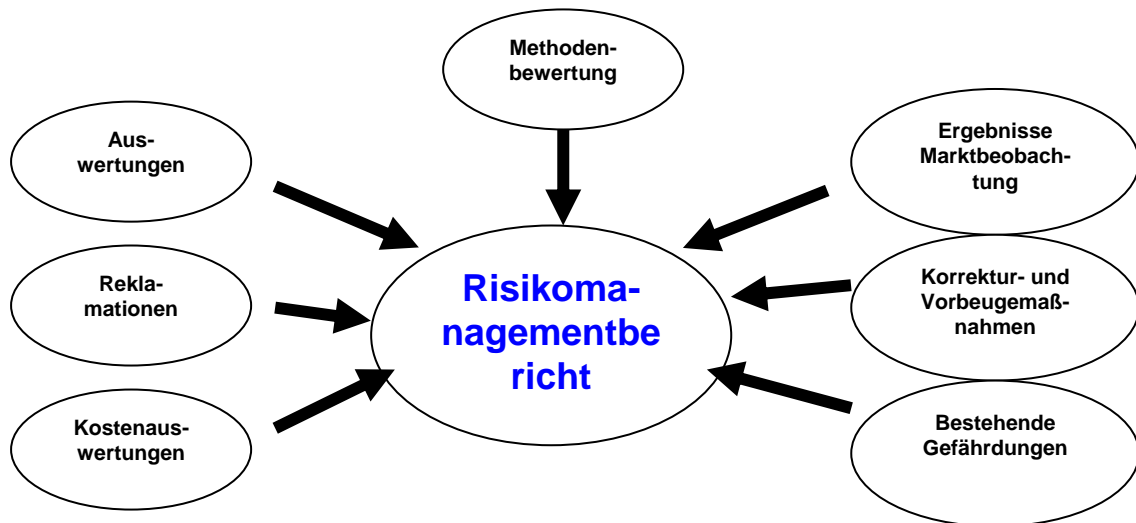 Methoden-
bewertung
Aus-
wertungen
Ergebnisse
Marktbeobach-
tung
Rekla-
mationen
Risikoma-
nagementbe
richt
Korrektur- und
Vorbeugemaß-
nahmen
Kostenaus-
wertungen
Bestehende
Gefährdungen